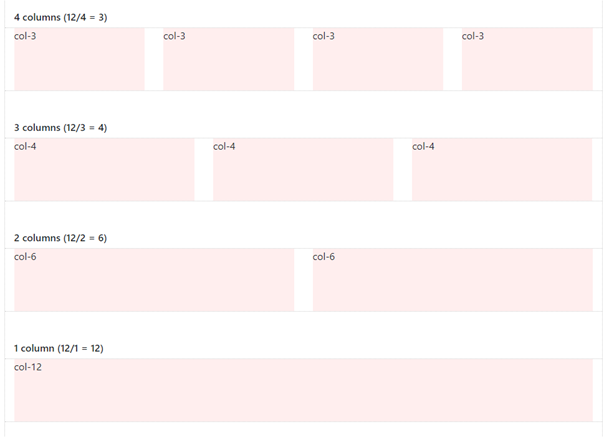 4 columns (12/4 = 3)
col-3 col-3 col-3 col-3
3 columns (12/3 = 4)
col-4 col-4 col-4
2 columns (12/2 = 6)
col-6 col-6
1 column (12/1 = 12)
col-12